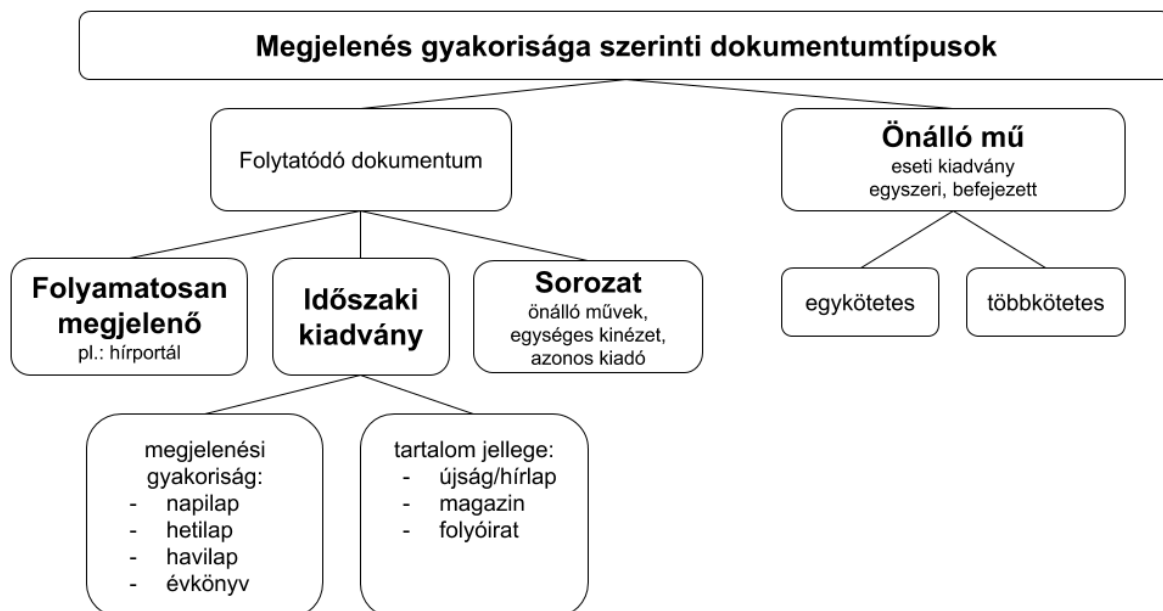 Megjelenés gyakorisága szerinti dokumentumtípusok
Folytatódó dokumentum
Önálló mű
eseti kiadvány
egyszeri, befejezett
Folyamatosan
megjelenő
pl.: hírportál
Időszaki
kiadvány
Sorozat
önálló művek,
egységes kinézet,
azonos kiadó
egykötetes
többkötetes
megjelenési
gyakoriság:
- napilap
- hetilap
- havilap
- évkönyv
tartalom jellege:
- újság/hírlap
- magazin
- folyóirat